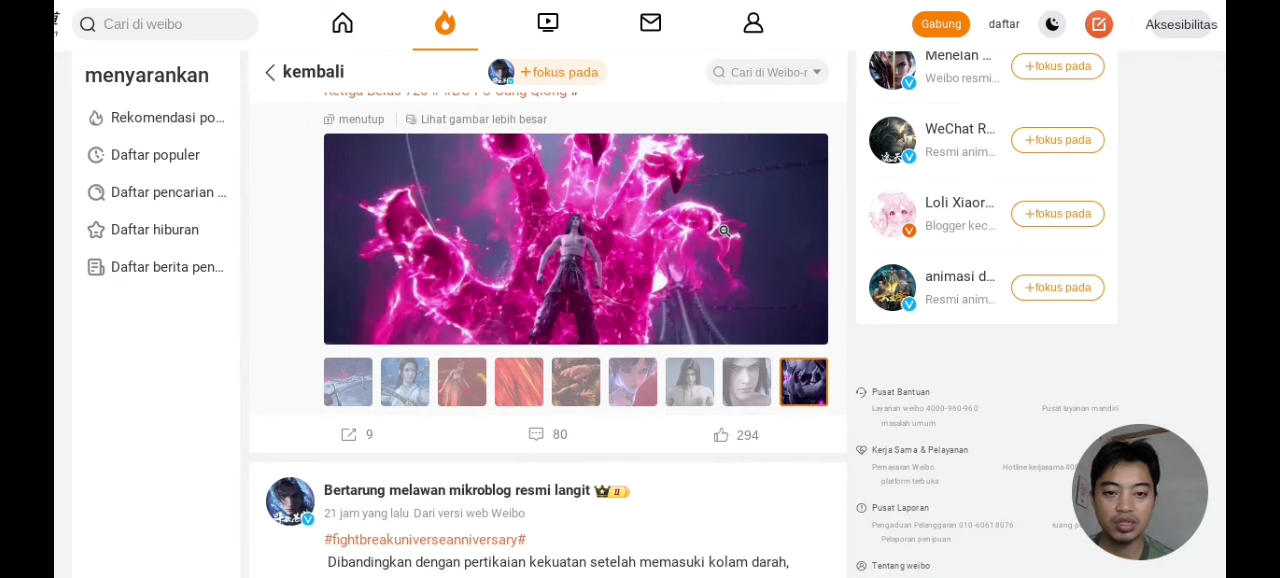 Cari di weibo
Gabung
daftar
Aksesibilitas
menyarankan
Rekomendasi po...
Daftar populer
Daftar pencarian ...
Daftar hiburan
Daftar berita pen...
kembali
+fokus pada
Cari di Weibo-r
menutup
Lihat gambar lebih besar
9
80
294
Bertarung melawan mikroblog resmi langit
II
21 jam yang lalu Dari versi web Weibo
#fightbreakuniverseanniversary#
Dibandingkan dengan pertikaian kekuatan setelah memasuki kolam darah,
Menelan ...
Weibo resmi...
+fokus pada
WeChat R...
Resmi anim...
+fokus pada
Loli Xiaor...
Blogger kec...
+fokus pada
animasi d...
Resmi anim...
+fokus pada
Pusat Bantuan
Layanan weibo 4000-960-960
Pusat layanan mandiri
masalah umum
Kerja Sama & Pelayanan
Pemasaran Weibo
Hotline kerjasama 400
platform terbuka
Pusat Laporan
Pengaduan Pelanggaran 010-60618076
Pelaporan penipuan
Tentang weibo